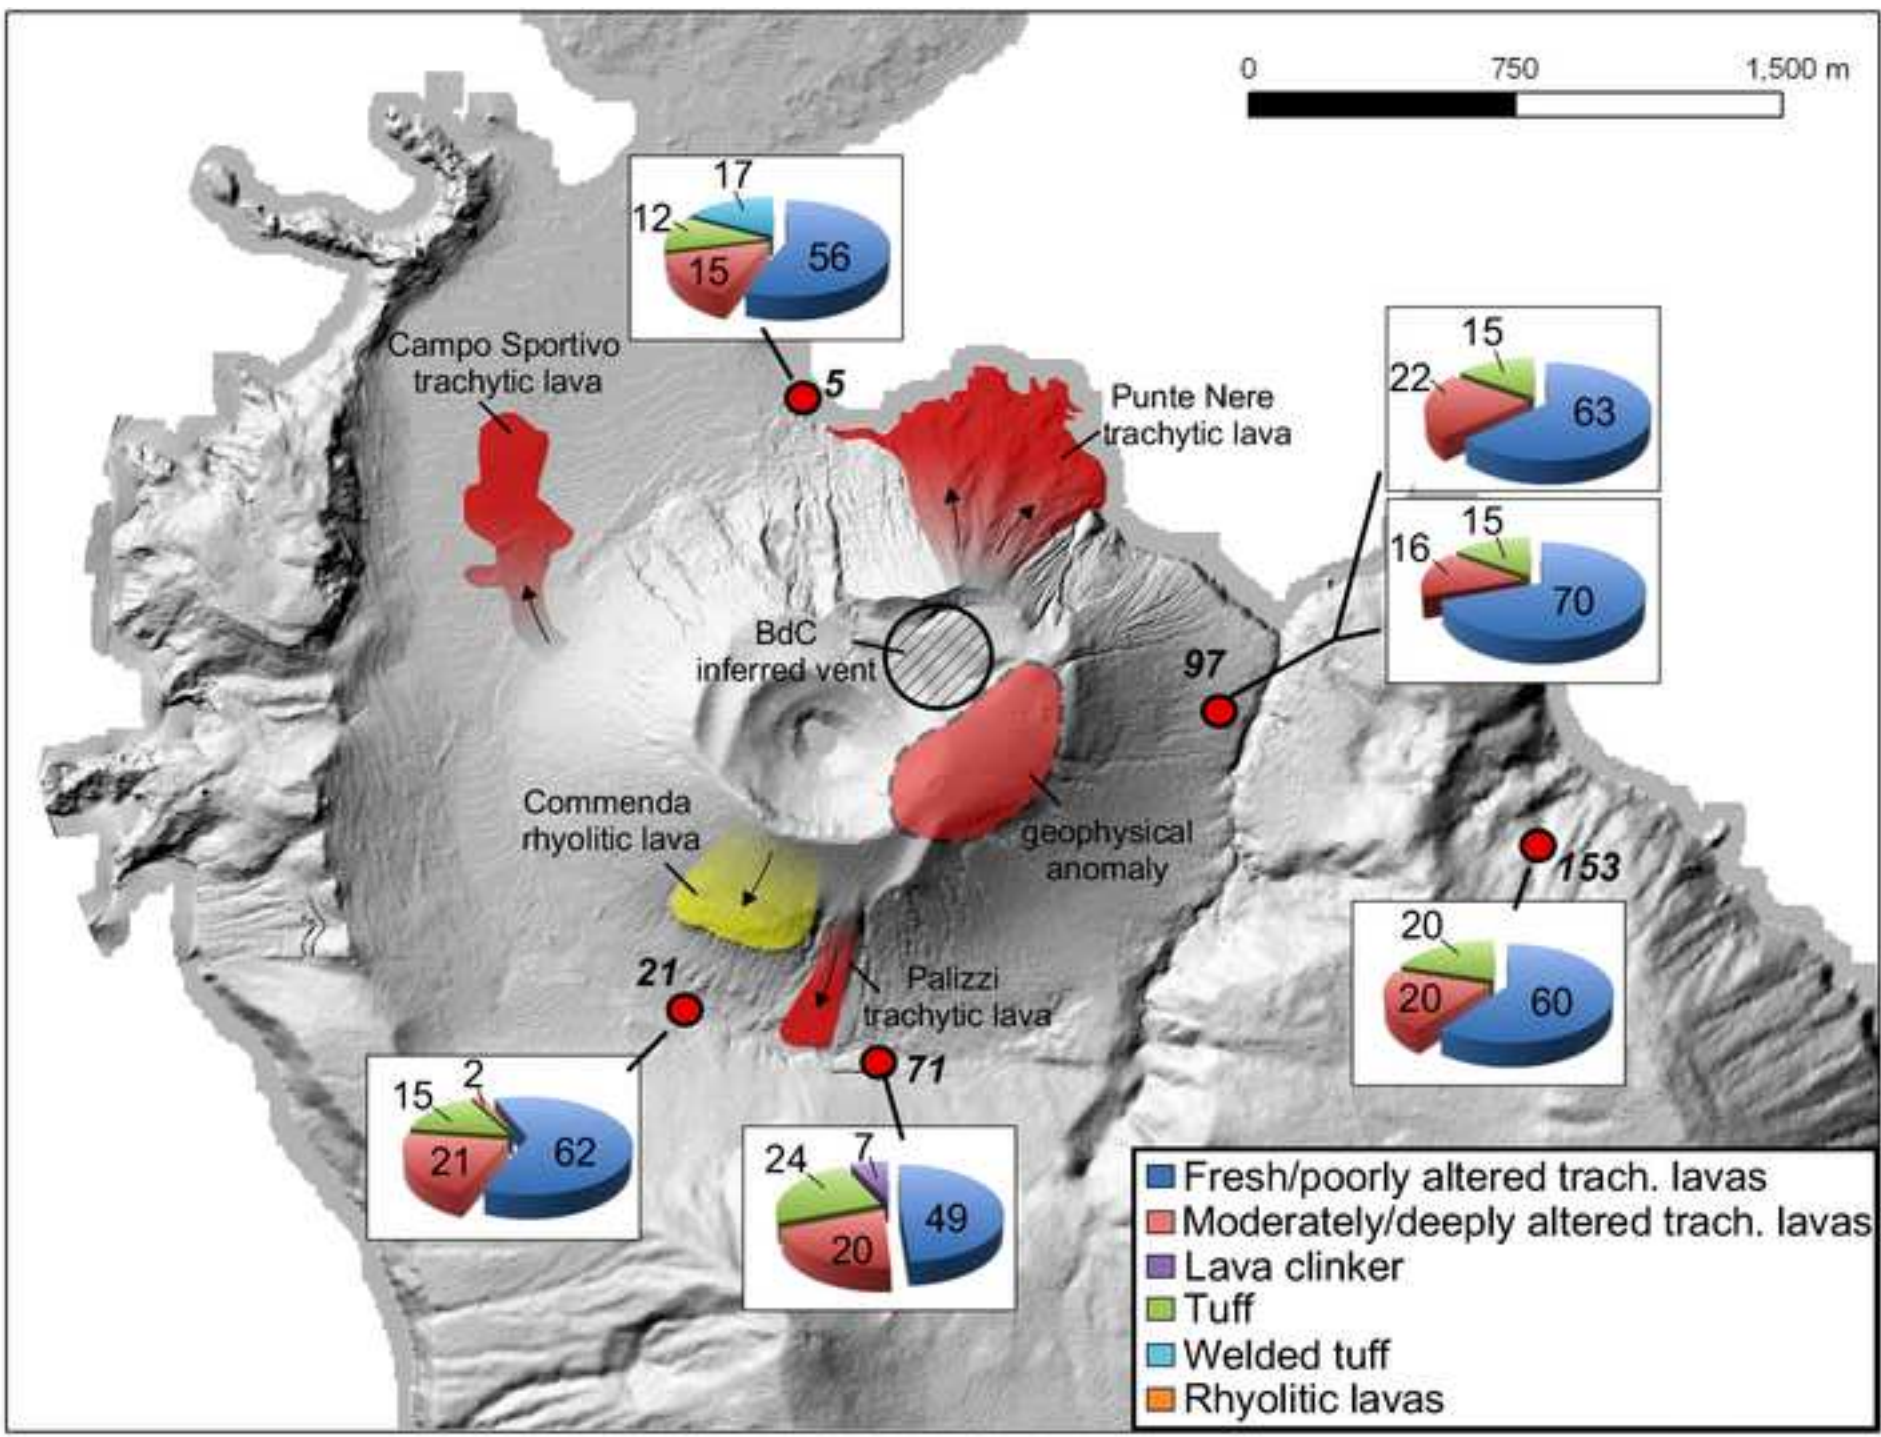 0 750 1,500 m
17
12
15
56
Campo Sportivo
trachytic lava
5
Punte Nere
trachytic lava
15
22
63
15
16
70
BdC
inferred vent
97
Commenda
rhyolitic lava
geophysical
anomaly
153
20
20
60
21
Palizzi
trachytic lava
71
2
15
21
62
7
24
20
49
Fresh/poorly altered trach. lavas
Moderately/deeply altered trach. lavas
Lava clinker
Tuff
Welded tuff
Rhyolitic lavas